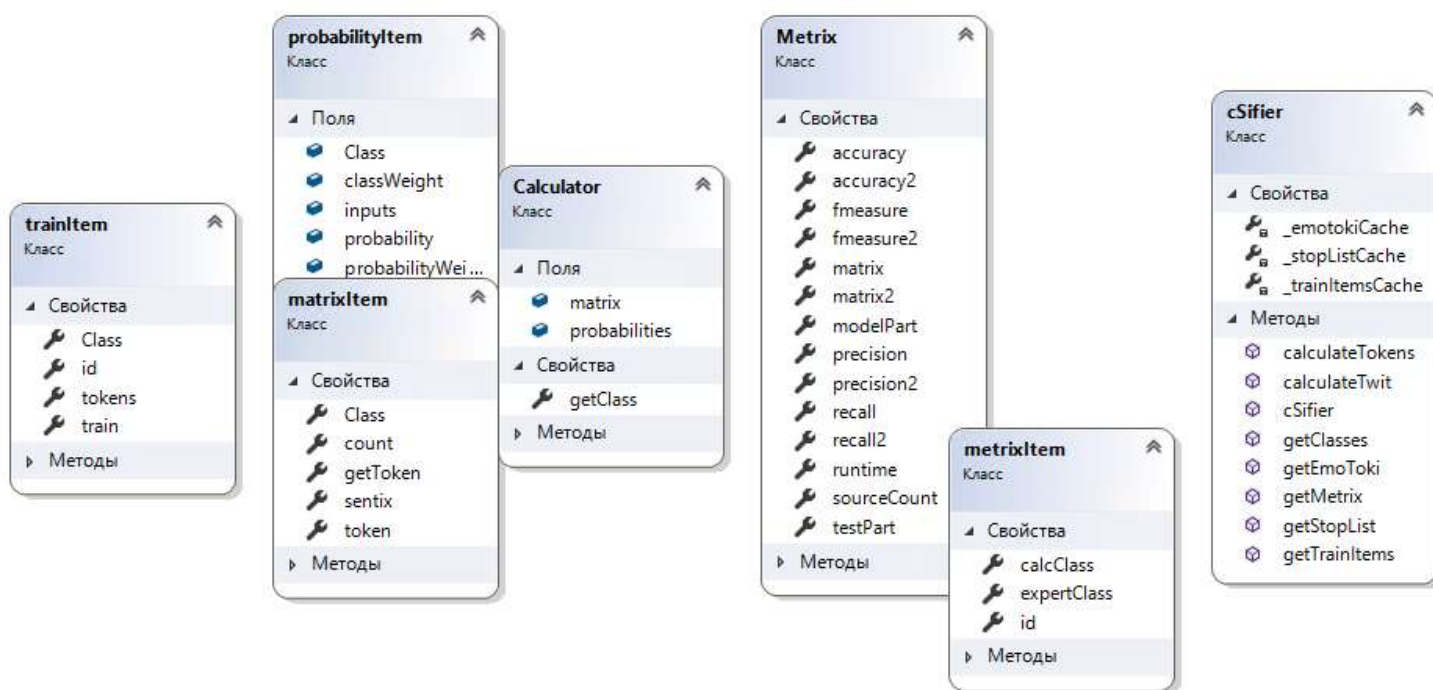 trainItem
Класс
Свойства
Class
id
tokens
train
Методы
probabilityItem
Класс
Поля
Class
classWeight
inputs
probability
probabilityWei ...
matrixItem
Класс
Свойства
Class
count
getToken
sentix
token
Методы
Calculator
Класс
Поля
matrix
probabilities
Свойства
getClass
Методы
Metrix
Класс
Свойства
accuracy
accuracy2
fmeasure
fmeasure2
matrix
matrix2
modelPart
precision
precision2
recall
recall2
runtime
sourceCount
testPart
Методы
metrixItem
Класс
Свойства
calcClass
expertClass
id
Методы
cSifier
Класс
Свойства
_emotokiCache
_stopListCache
_trainItemsCache
Методы
calculateTokens
calculateTwit
cSifier
getClasses
getEmoToki
getMetrix
getStopList
getTrainItems